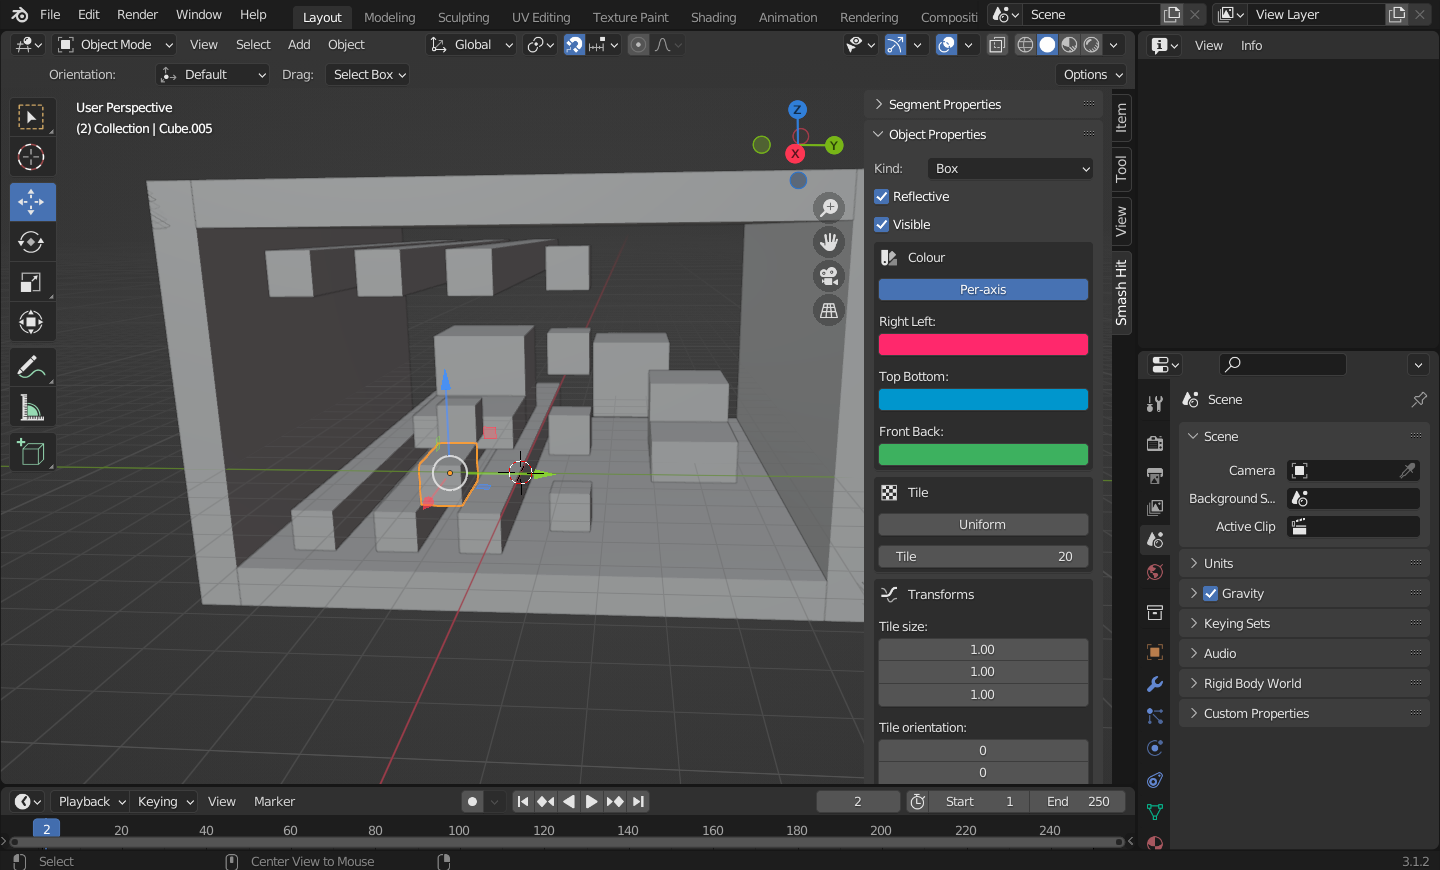 File Edit Render Window Help Layout Modeling Sculpting UV Editing Texture Paint Shading Animation Rendering Compositi Scene View Layer
Object Mode View Select Add Object Global View Info
Orientation: Default Drag: Select Box Options
User Perspective
(2) Collection | Cube.005
Z
Y
X
Segment Properties
Object Properties
Kind: Box
Reflective
Visible
Colour
Per-axis
Right Left:
Top Bottom:
Front Back:
Tile
Uniform
Tile 20
Transforms
Tile size:
1.00
1.00
1.00
Tile orientation:
0
0
Item
Tool
View
Smash Hit
Scene
Scene
Camera
Background S...
Active Clip
Units
Gravity
Keying Sets
Audio
Rigid Body World
Custom Properties
Playback Keying View Marker 2 Start 1 End 250
2 20 40 60 80 100 120 140 160 180 200 220 240
Select Center View to Mouse 3.1.2